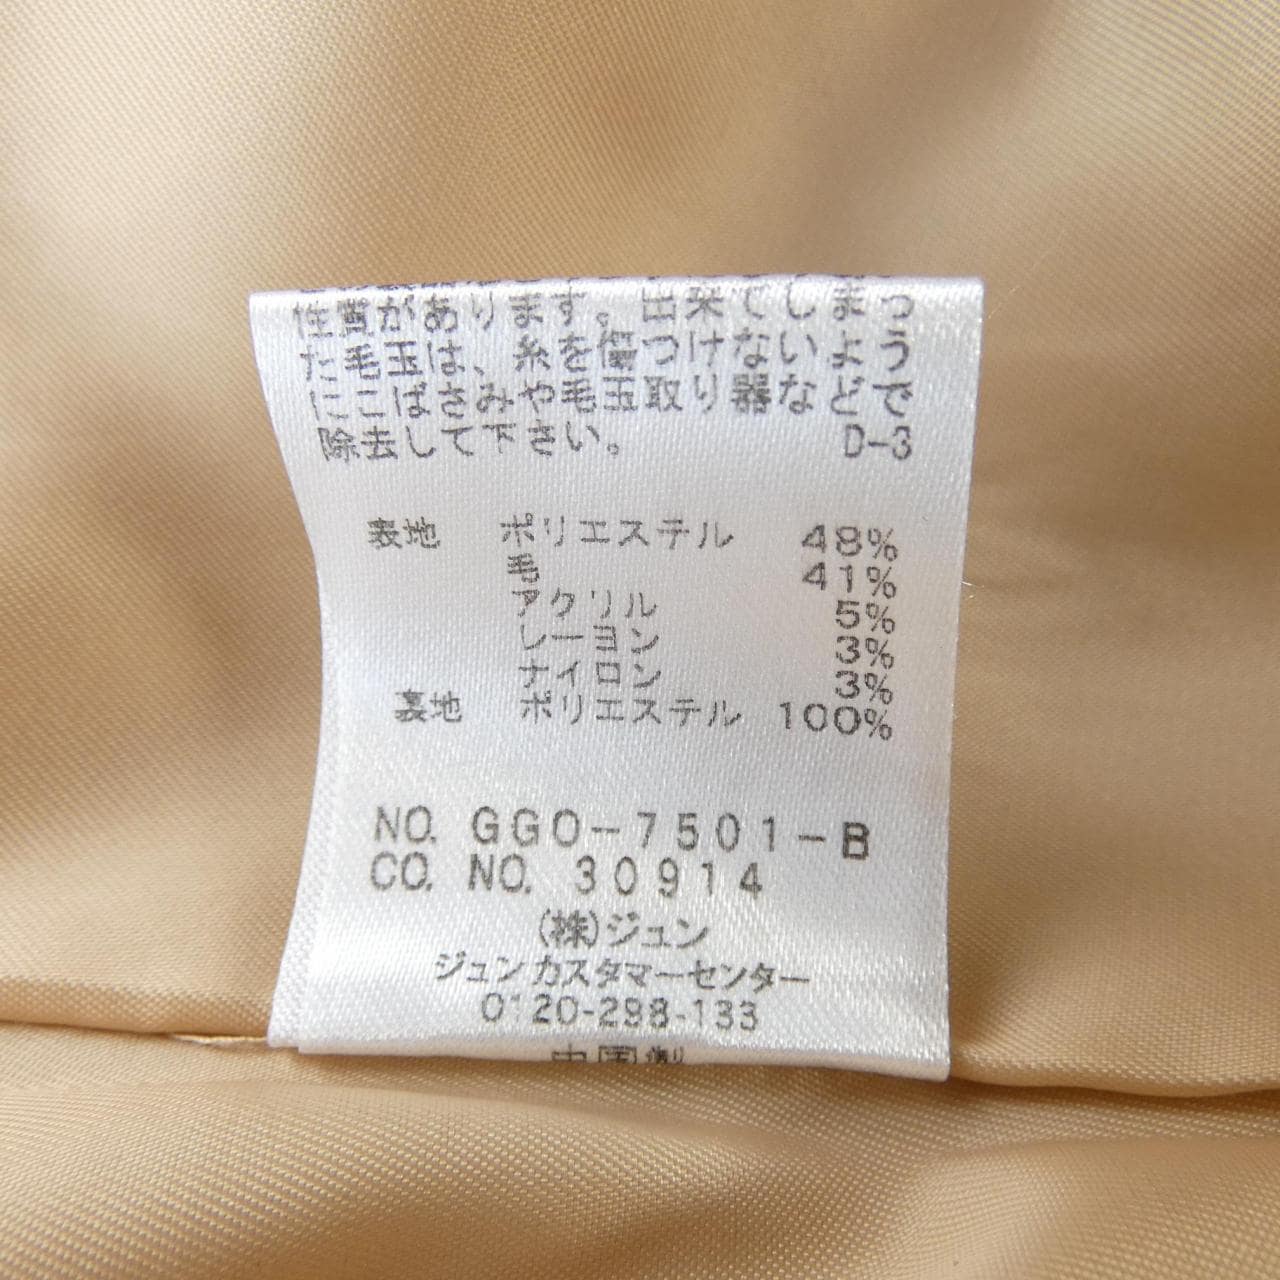 性質があります。出来てしまっ
た毛玉は、糸を傷つけないよう
にこばさみや毛玉取り器などで
除去して下さい。 D-3
表地 ポリエステル 48%
毛 41%
アクリル 5%
レーヨン 3%
ナイロン 3%
裏地 ポリエステル 100%
NO. GGO-7501-B
CO. NO. 30914
(株)ジュン
ジュンカスタマーセンター
0120-298-133
中国製